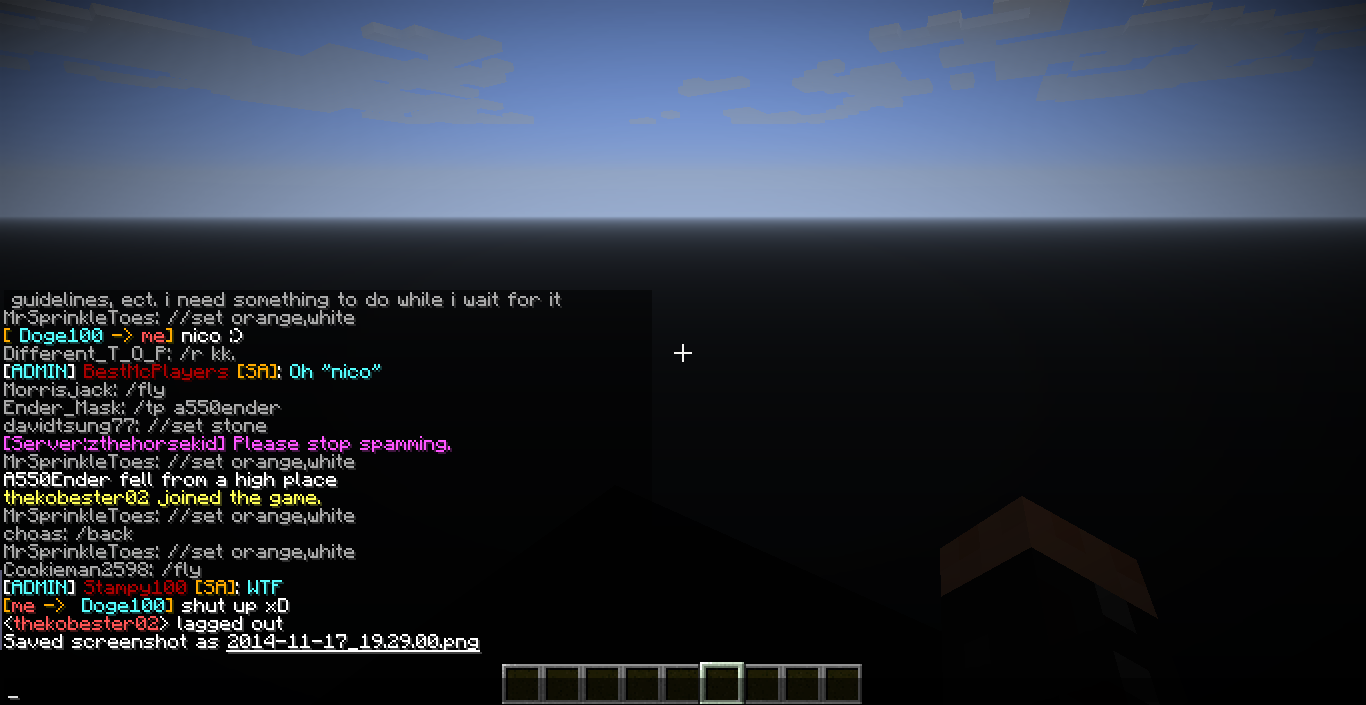 guidelines, ect. i need something to do while i wait for it
MrSprinkleToes: //set orange,white
[ Doge100 -> me] nico :)
Different_T_O_P: /r kk.
[ADMIN] BestMcPlayers [SA]: Oh "nico"
MorrisJack: /fly
Ender_Mask: /tp a550ender
davidtsung77: //set stone
[Server:zthehorsekid] Please stop spamming.
MrSprinkleToes: //set orange,white
A550Ender fell from a high place
thekobester02 joined the game.
MrSprinkleToes: //set orange,white
choas: /back
MrSprinkleToes: //set orange,white
Cookieman2598: /fly
[ADMIN] Stampy100 [SA]: WTF
[me -> Doge100] shut up xD
<thekobester02> lagged out
Saved screenshot as 2014-11-17_19.29.00.png
_